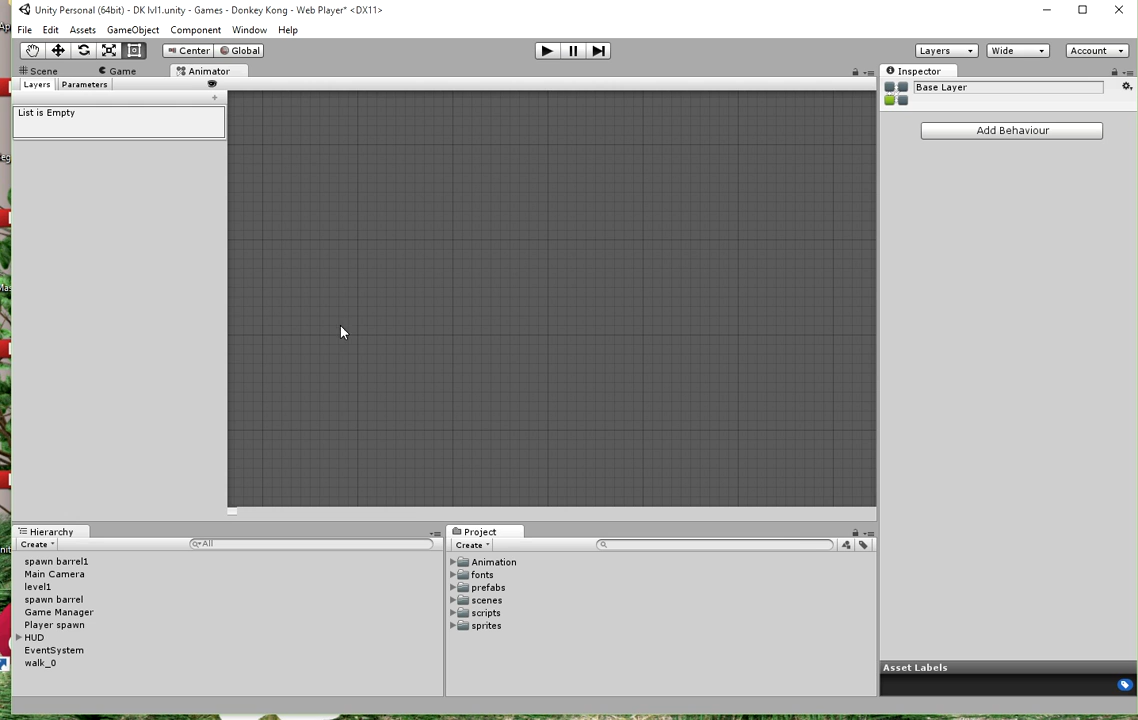 Unity Personal (64bit) - DK lvl1.unity - Games - Donkey Kong - Web Player* <DX11>
File Edit Assets GameObject Component Window Help
Center Global Layers Wide Account
Scene Game Animator Inspector
Layers Parameters
Base Layer
List is Empty
Add Behaviour
Hierarchy Project
Create All Create
spawn barrel1
Main Camera
level1
spawn barrel
Game Manager
Player spawn
HUD
EventSystem
walk_0
Animation
fonts
prefabs
scenes
scripts
sprites
Asset Labels